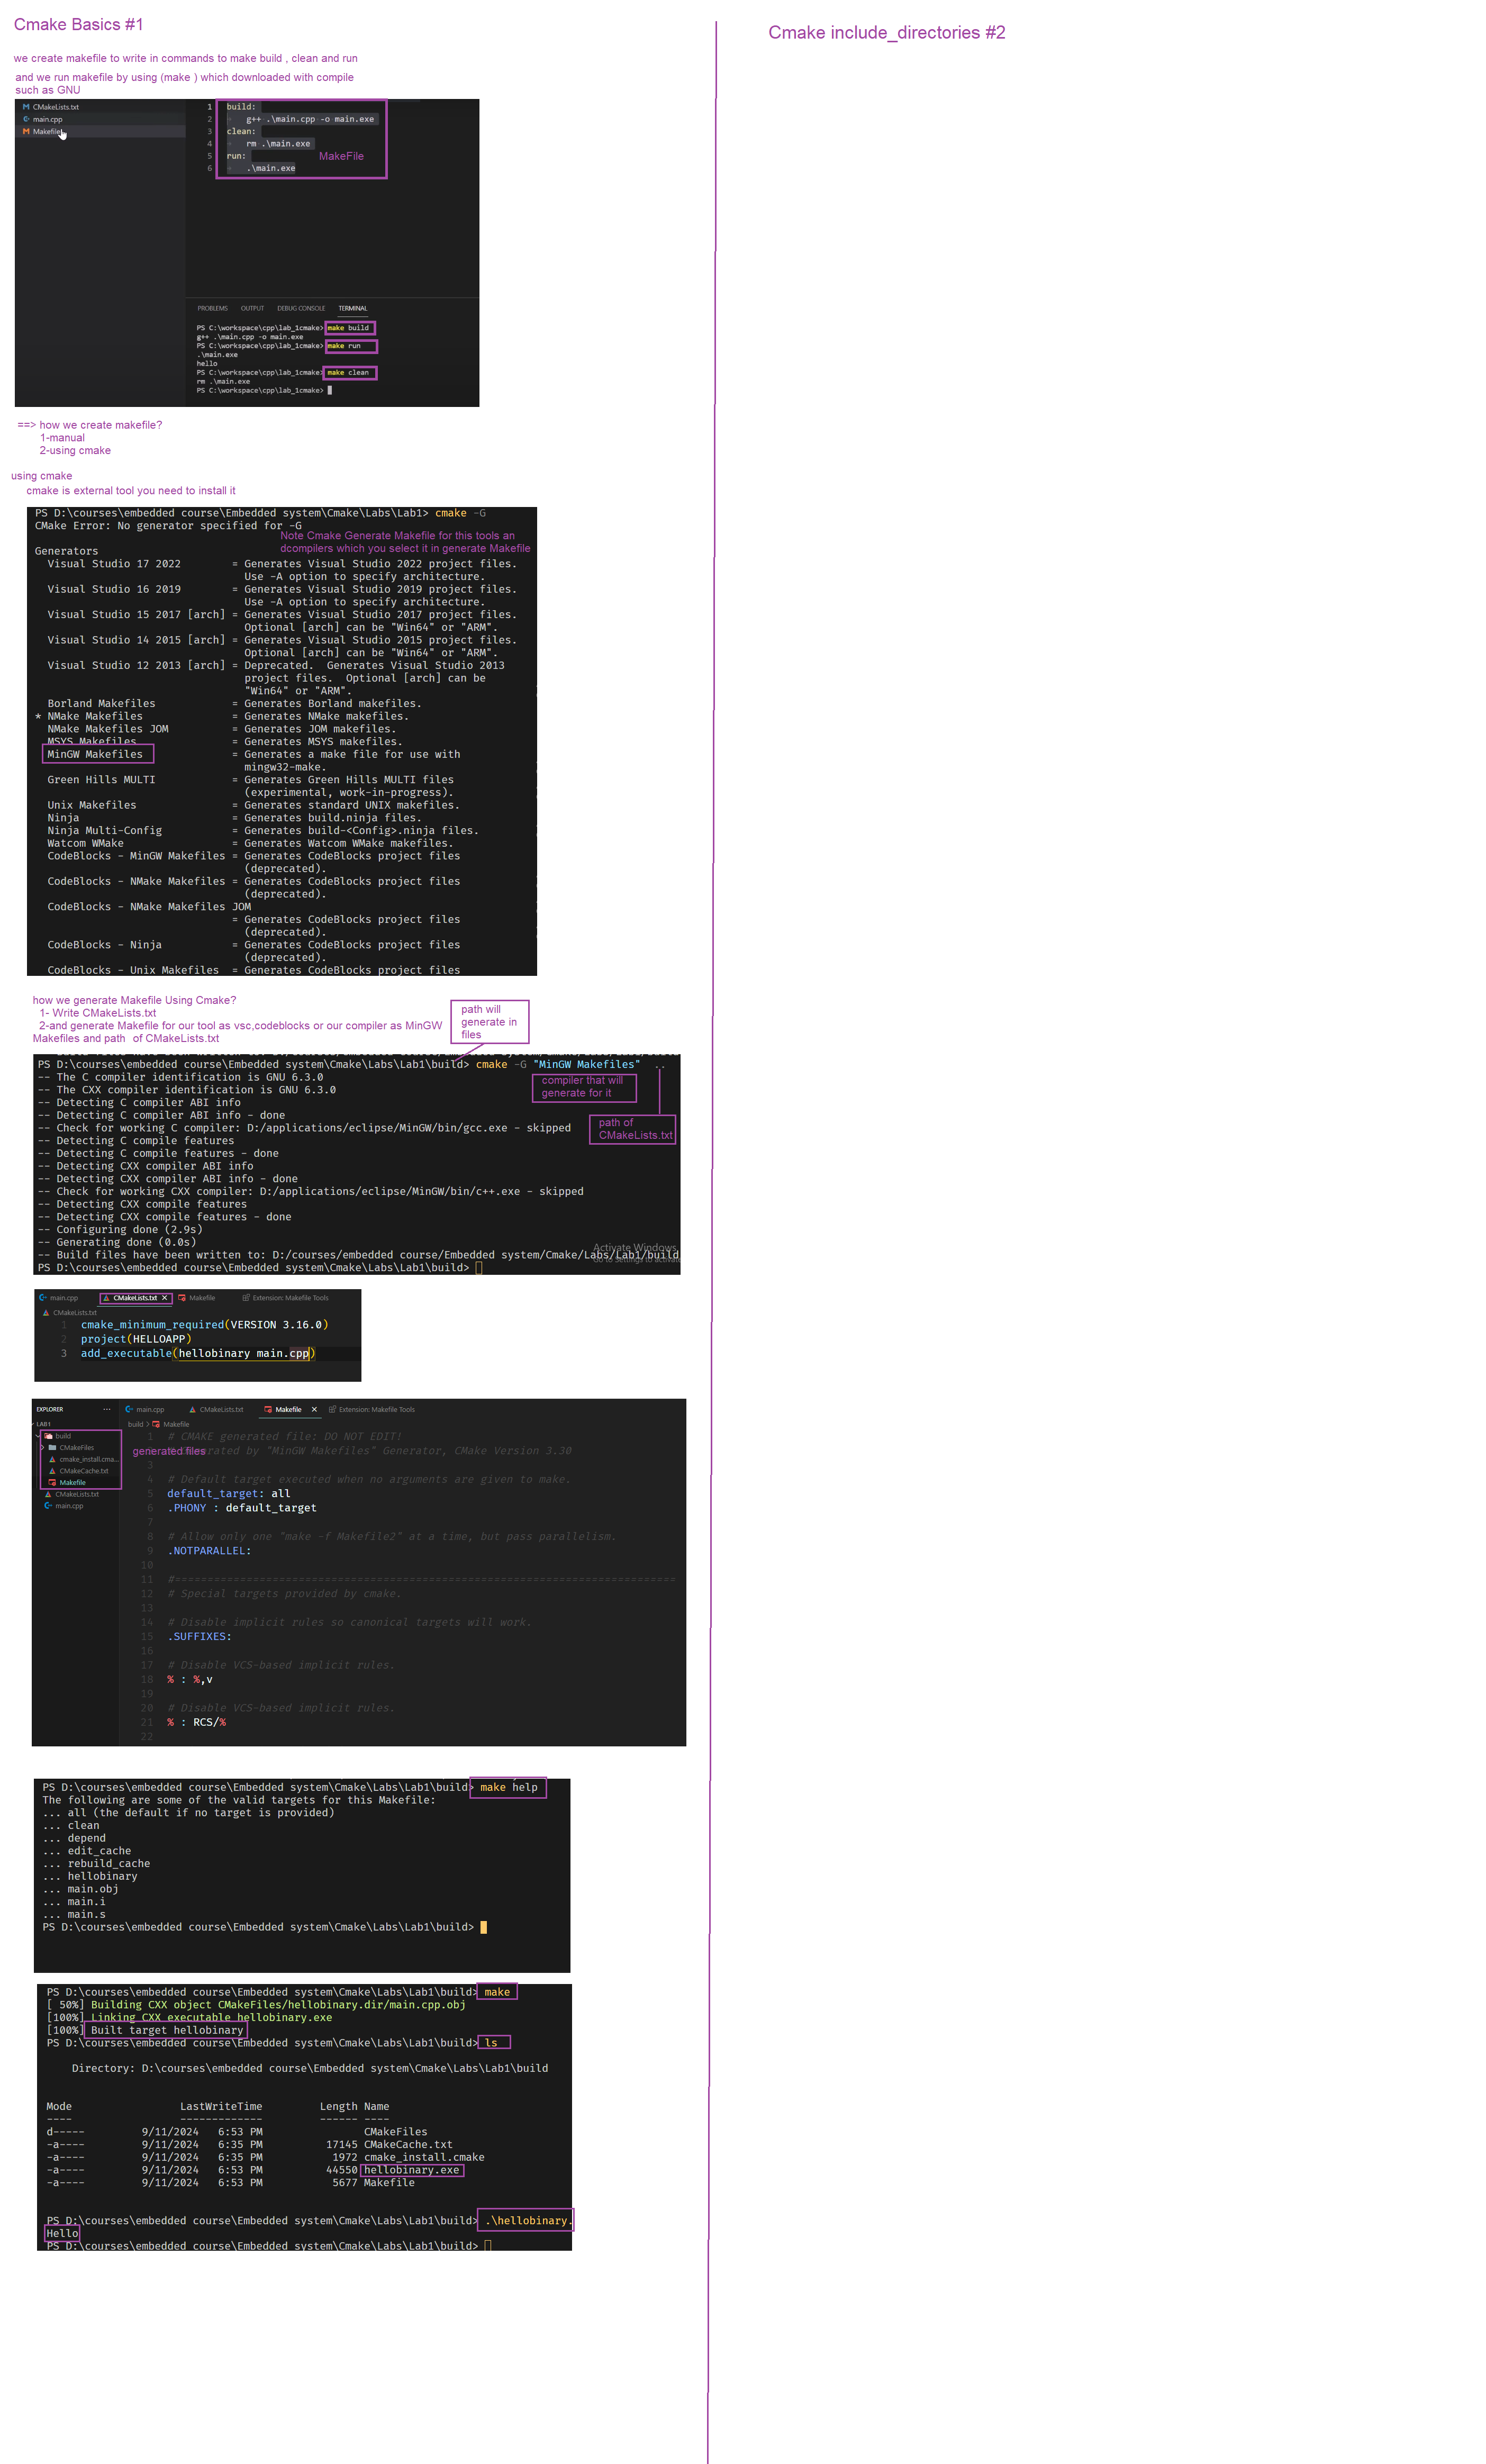 Cmake Basics #1
we create makefile to write in commands to make build , clean and run
and we run makefile by using (make ) which downloaded with compile
such as GNU
CMakeLists.txt
main.cpp
Makefile
1 build:
2 g++ .\main.cpp -o main.exe
3 clean:
4 rm .\main.exe
5 run:
6 .\main.exe
MakeFile
PROBLEMS OUTPUT DEBUG CONSOLE TERMINAL
PS C:\workspace\cpp\lab_1cmake> make build
g++ .\main.cpp -o main.exe
PS C:\workspace\cpp\lab_1cmake> make run
.\main.exe
hello
PS C:\workspace\cpp\lab_1cmake> make clean
rm .\main.exe
PS C:\workspace\cpp\lab_1cmake>
==> how we create makefile?
1-manual
2-using cmake
using cmake
cmake is external tool you need to install it
PS D:\courses\embedded course\Embedded system\Cmake\Labs\Lab1> cmake -G
CMake Error: No generator specified for -G
Note Cmake Generate Makefile for this tools an
dcompilers which you select it in generate Makefile
Generators
Visual Studio 17 2022 = Generates Visual Studio 2022 project files.
Use -A option to specify architecture.
Visual Studio 16 2019 = Generates Visual Studio 2019 project files.
Use -A option to specify architecture.
Visual Studio 15 2017 [arch] = Generates Visual Studio 2017 project files.
Optional [arch] can be "Win64" or "ARM".
Visual Studio 14 2015 [arch] = Generates Visual Studio 2015 project files.
Optional [arch] can be "Win64" or "ARM".
Visual Studio 12 2013 [arch] = Deprecated. Generates Visual Studio 2013
project files. Optional [arch] can be
"Win64" or "ARM".
Borland Makefiles = Generates Borland makefiles.
* NMake Makefiles = Generates NMake makefiles.
NMake Makefiles JOM = Generates JOM makefiles.
MSYS Makefiles = Generates MSYS makefiles.
MinGW Makefiles = Generates a make file for use with
mingw32-make.
Green Hills MULTI = Generates Green Hills MULTI files
(experimental, work-in-progress).
Unix Makefiles = Generates standard UNIX makefiles.
Ninja = Generates build.ninja files.
Ninja Multi-Config = Generates build-<Config>.ninja files.
Watcom WMake = Generates Watcom WMake makefiles.
CodeBlocks - MinGW Makefiles = Generates CodeBlocks project files
(deprecated).
CodeBlocks - NMake Makefiles = Generates CodeBlocks project files
(deprecated).
CodeBlocks - NMake Makefiles JOM
= Generates CodeBlocks project files
(deprecated).
CodeBlocks - Ninja = Generates CodeBlocks project files
(deprecated).
CodeBlocks - Unix Makefiles = Generates CodeBlocks project files
how we generate Makefile Using Cmake?
1- Write CMakeLists.txt
2-and generate Makefile for our tool as vsc,codeblocks or our compiler as MinGW
Makefiles and path of CMakeLists.txt
path will
generate in
files
PS D:\courses\embedded course\Embedded system\Cmake\Labs\Lab1\build> cmake -G "MinGW Makefiles" ..
compiler that will
generate for it
path of
CMakeLists.txt
-- The C compiler identification is GNU 6.3.0
-- The CXX compiler identification is GNU 6.3.0
-- Detecting C compiler ABI info
-- Detecting C compiler ABI info - done
-- Check for working C compiler: D:/applications/eclipse/MinGW/bin/gcc.exe - skipped
-- Detecting C compile features
-- Detecting C compile features - done
-- Detecting CXX compiler ABI info
-- Detecting CXX compiler ABI info - done
-- Check for working CXX compiler: D:/applications/eclipse/MinGW/bin/c++.exe - skipped
-- Detecting CXX compile features
-- Detecting CXX compile features - done
-- Configuring done (2.9s)
-- Generating done (0.0s)
Activate Windows
-- Build files have been written to: D:/courses/embedded course/Embedded system/Cmake/Labs/Lab1/build
PS D:\courses\embedded course\Embedded system\Cmake\Labs\Lab1\build>
main.cpp CMakeLists.txt Makefile Extension: Makefile Tools
CMakeLists.txt
1 cmake_minimum_required(VERSION 3.16.0)
2 project(HELLOAPP)
3 add_executable(hellobinary main.cpp)
EXPLORER ... main.cpp CMakeLists.txt Makefile Extension: Makefile Tools
LAB1
build
CMakeFiles
cmake_install.cma...
CMakeCache.txt
Makefile
CMakeLists.txt
main.cpp
generated files
build > Makefile
1 # CMAKE generated file: DO NOT EDIT!
rated by "MinGW Makefiles" Generator, CMake Version 3.30
3
4 # Default target executed when no arguments are given to make.
5 default_target: all
6 .PHONY : default_target
7
8 # Allow only one "make -f Makefile2" at a time, but pass parallelism.
9 .NOTPARALLEL:
10
11 #=============================================================================
12 # Special targets provided by cmake.
13
14 # Disable implicit rules so canonical targets will work.
15 .SUFFIXES:
16
17 # Disable VCS-based implicit rules.
18 % : %,v
19
20 # Disable VCS-based implicit rules.
21 % : RCS/%
22
PS D:\courses\embedded course\Embedded system\Cmake\Labs\Lab1\build> make help
The following are some of the valid targets for this Makefile:
... all (the default if no target is provided)
... clean
... depend
... edit_cache
... rebuild_cache
... hellobinary
... main.obj
... main.i
... main.s
PS D:\courses\embedded course\Embedded system\Cmake\Labs\Lab1\build>
PS D:\courses\embedded course\Embedded system\Cmake\Labs\Lab1\build> make
[ 50%] Building CXX object CMakeFiles/hellobinary.dir/main.cpp.obj
[100%] Linking CXX executable hellobinary.exe
[100%] Built target hellobinary
PS D:\courses\embedded course\Embedded system\Cmake\Labs\Lab1\build> ls
Directory: D:\courses\embedded course\Embedded system\Cmake\Labs\Lab1\build
Mode LastWriteTime Length Name
---- ------------- ------ ----
d----- 9/11/2024 6:53 PM CMakeFiles
-a---- 9/11/2024 6:35 PM 17145 CMakeCache.txt
-a---- 9/11/2024 6:35 PM 1972 cmake_install.cmake
-a---- 9/11/2024 6:53 PM 44550 hellobinary.exe
-a---- 9/11/2024 6:53 PM 5677 Makefile
PS D:\courses\embedded course\Embedded system\Cmake\Labs\Lab1\build> .\hellobinary.
Hello
PS D:\courses\embedded course\Embedded system\Cmake\Labs\Lab1\build>
Cmake include_directories #2